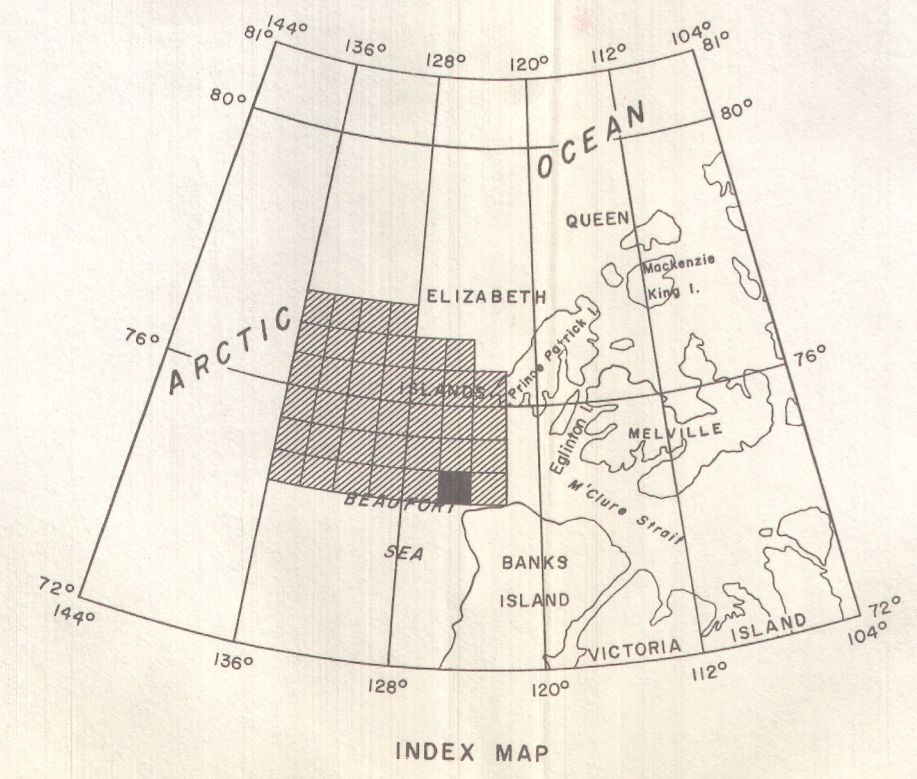 144° 136° 128° 120° 112° 104°
81° 81°
80° 80°
OCEAN
QUEEN
Mackenzie
King I.
ELIZABETH
ARCTIC
76° 76°
Prince Patrick I.
ISLANDS
MELVILLE
Eglinton I.
M'Clure Strait
BEAUFORT
SEA
BANKS
ISLAND
VICTORIA ISLAND
72° 72°
144° 136° 128° 120° 112° 104°
INDEX MAP